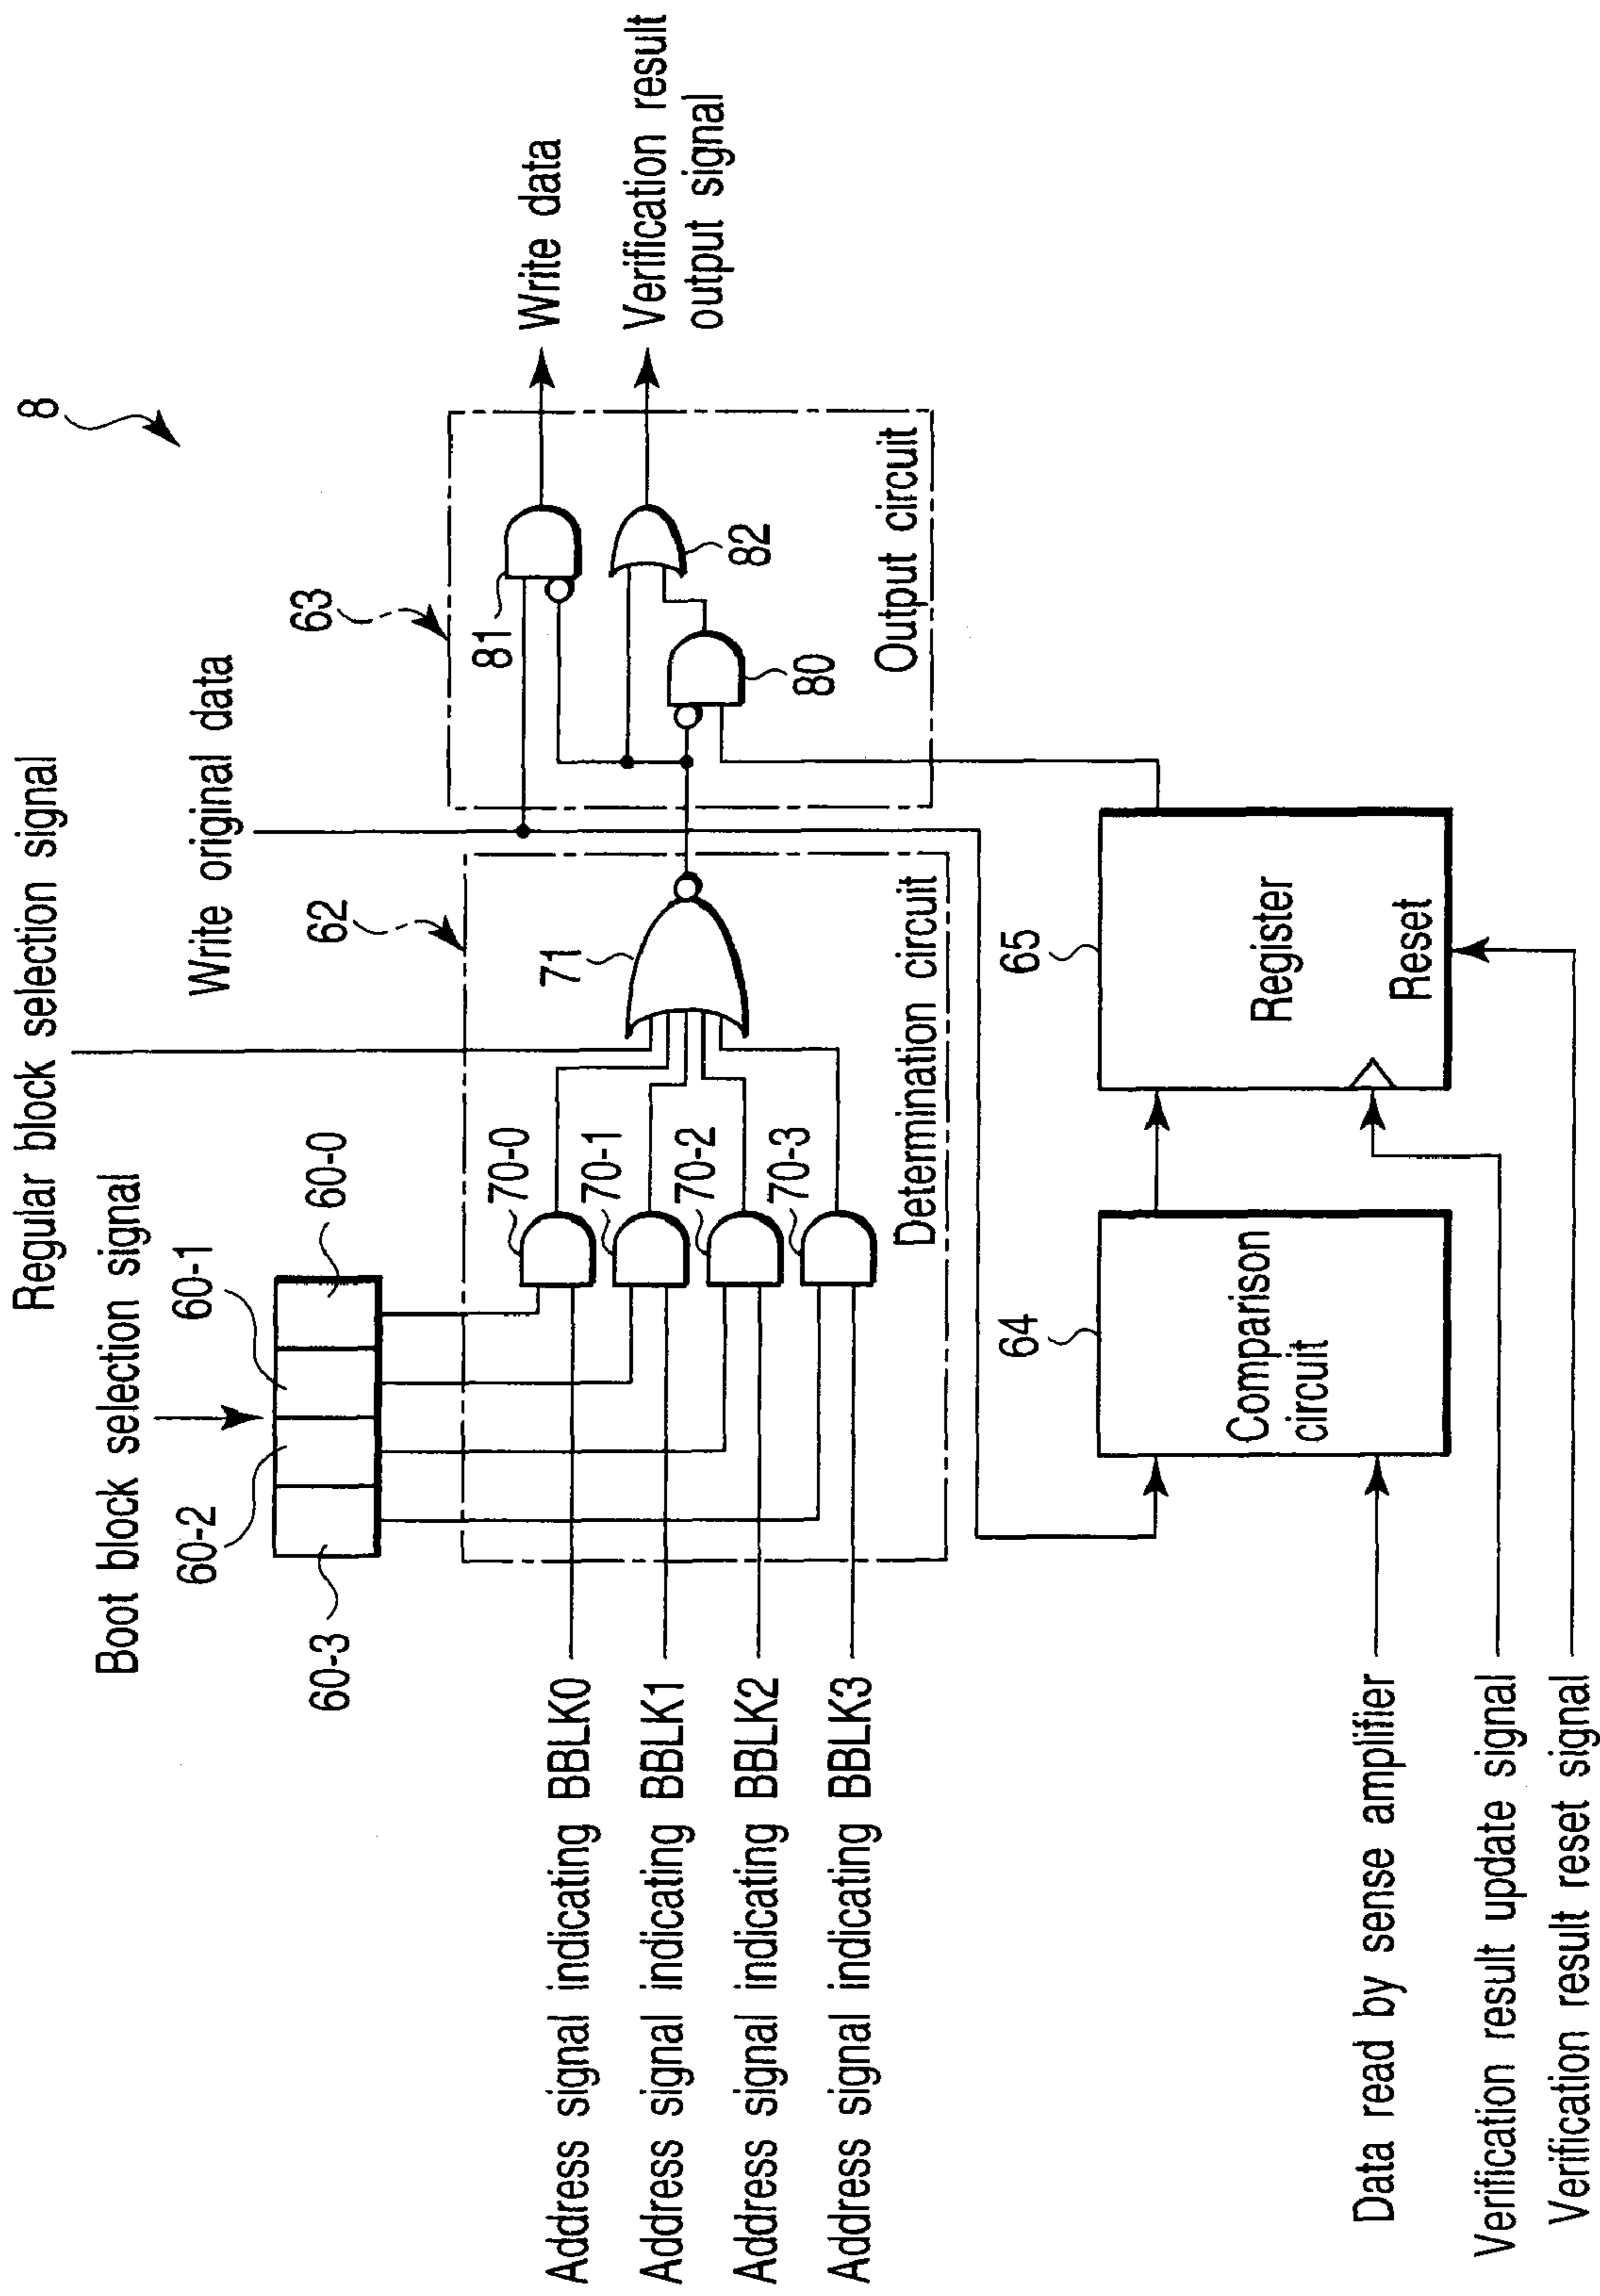 8
Regular block selection signal
Write original data
Boot block selection signal
60-0
60-1
60-2
60-3
63
81
82
80
Output circuit
Write data
Verification result
output signal
62
71
70-0
70-1
70-2
70-3
Determination circuit
Address signal indicating BBLK0
Address signal indicating BBLK1
Address signal indicating BBLK2
Address signal indicating BBLK3
64
Comparison
circuit
65
Register
Reset
Data read by sense amplifier
Verification result update signal
Verification result reset signal